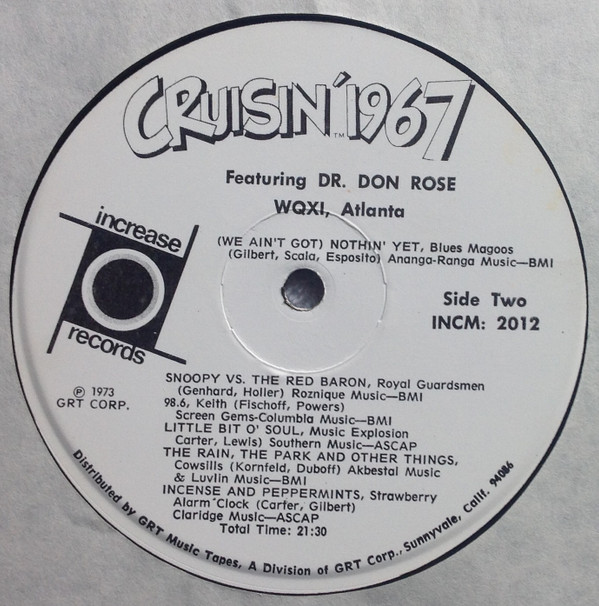 CRUISIN' 1967
TM
Featuring DR. DON ROSE
WQXI, Atlanta
increase
records
(WE AIN'T GOT) NOTHIN' YET, Blues Magoos
(Gilbert, Scala, Esposito) Ananga-Ranga Music—BMI
Side Two
INCM: 2012
℗ 1973
GRT CORP.
SNOOPY VS. THE RED BARON, Royal Guardsmen
(Genhard, Holler) Roznique Music—BMI
98.6, Keith (Fischoff, Powers)
Screen Gems-Columbia Music—BMI
LITTLE BIT O' SOUL, Music Explosion
Carter, Lewis) Southern Music—ASCAP
THE RAIN, THE PARK AND OTHER THINGS,
Cowsills (Kornfeld, Duboff) Akbestal Music
& Luvlin Music—BMI
INCENSE AND PEPPERMINTS, Strawberry
Alarm Clock (Carfer, Gilbert)
Claridge Music—ASCAP
Total Time: 21:30
Distributed by GRT Music Tapes, A Division of GRT Corp., Sunnyvale, Calif. 94086